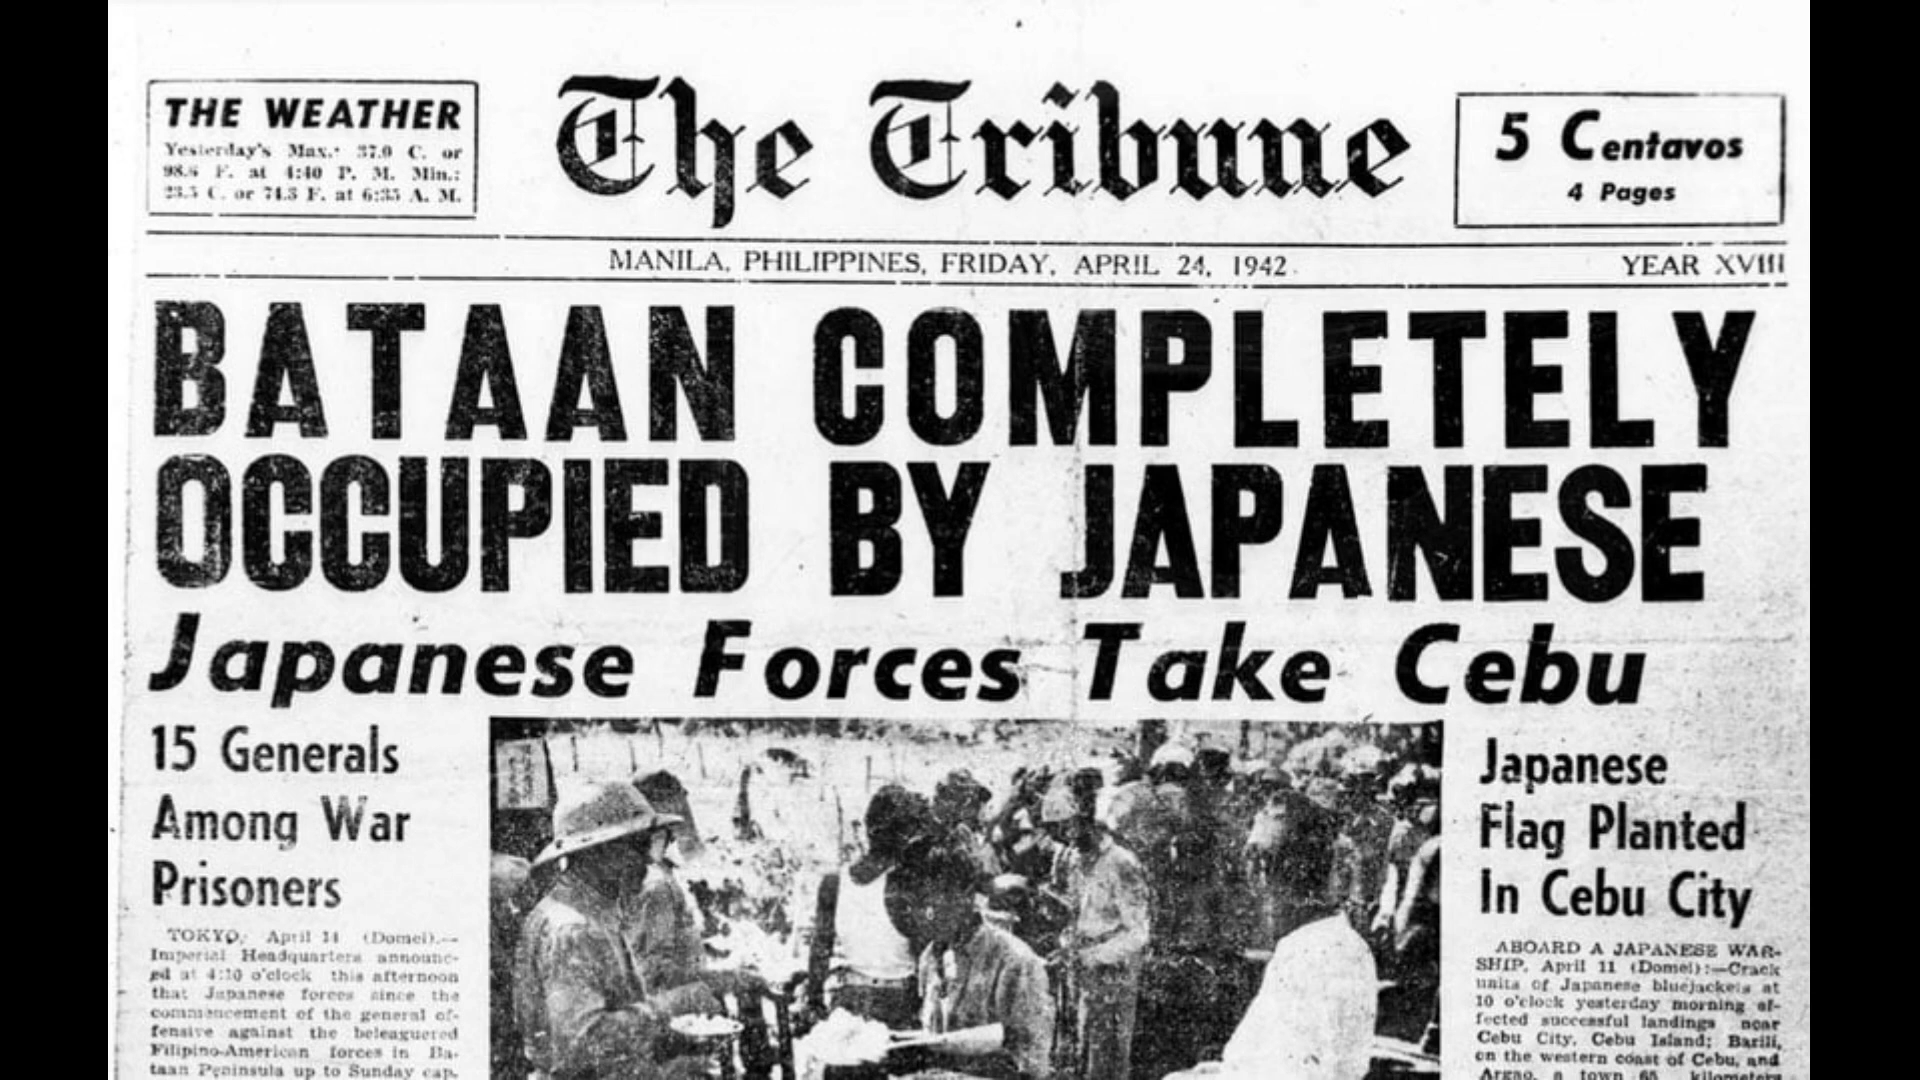 THE WEATHER
Yesterday's Max.: 37.0 C. or
98.6 F. at 4:40 P. M. Min.:
23.5 C. or 74.3 F. at 6:35 A. M.
The Tribune
5 Centavos
4 Pages
MANILA, PHILIPPINES, FRIDAY, APRIL 24, 1942
YEAR XVIII
BATAAN COMPLETELY
OCCUPIED BY JAPANESE
Japanese Forces Take Cebu
15 Generals
Among War
Prisoners
TOKYO, April 14 (Domei).—
Imperial Headquarters announc-
ed at 4:10 o'clock this afternoon
that Japanese forces since the
commencement of the general of-
fensive against the beleaguered
Filipino-American forces in Ba-
taan Peninsula up to Sunday cap-
Japanese
Flag Planted
In Cebu City
ABOARD A JAPANESE WAR-
SHIP, April 11 (Domei):—Crack
units of Japanese bluejackets at
10 o'clock yesterday morning ef-
fected successful landings near
Cebu City, Cebu Island; Barili,
on the western coast of Cebu, and
Argao, a town 65 kilometers